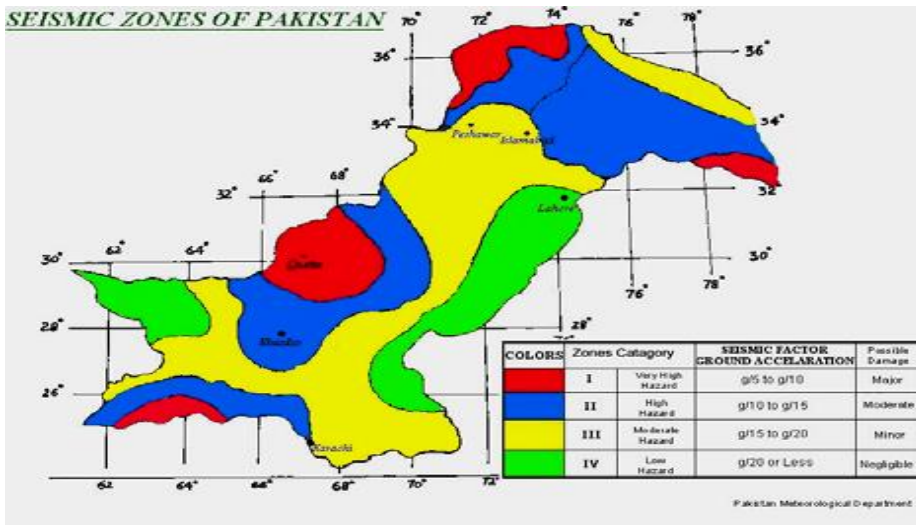 SEISMIC ZONES OF PAKISTAN
70° 72° 74° 76° 78°
36° 36°
34° 34°
Peshawar Islamabad
66° 68°
32° 32°
Lahore
62° 64°
30° 30°
Quetta
76° 78°
28° 28°
Khuzdar
26°
Karachi
62° 64° 66° 68° 70° 72°
COLORS Zones Catagory SEISMIC FACTOR GROUND ACCELARATION Possible Damage
I Very High Hazard g/5 to g/10 Major
II High Hazard g/10 to g/15 Moderate
III Moderate Hazard g/15 to g/20 Minor
IV Low Hazard g/20 or Less Negligible
Pakistan Meteorological Department